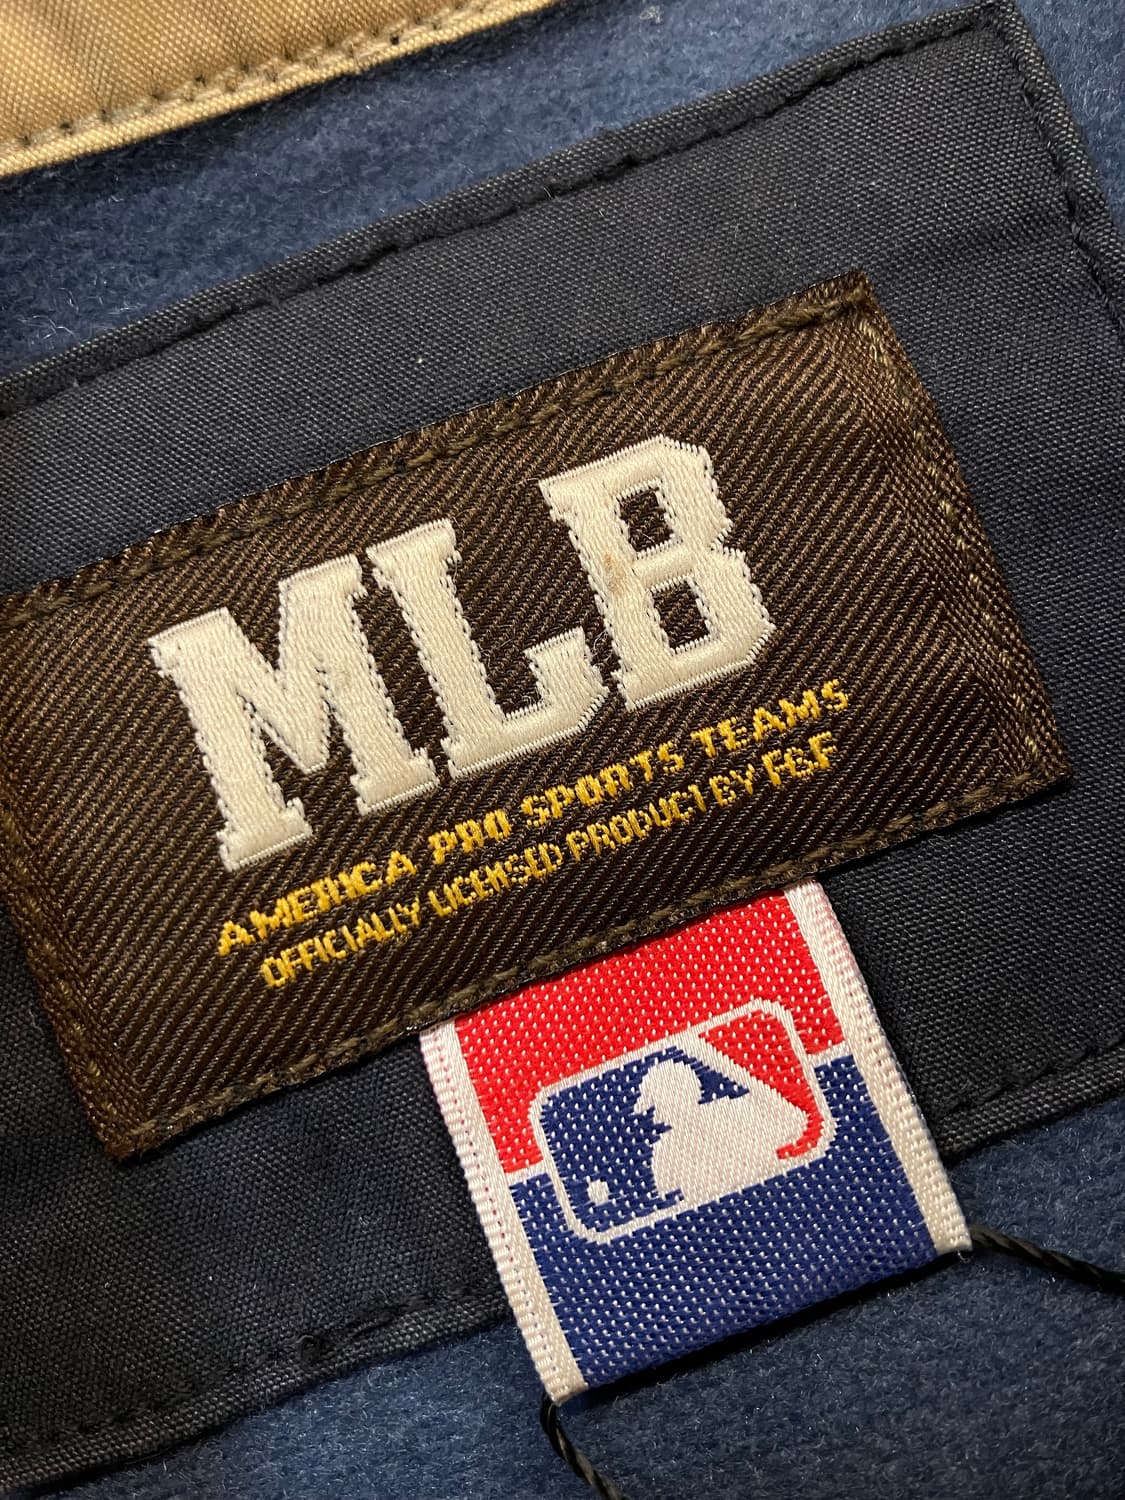 MLB
AMERICA PRO SPORTS TEAMS
OFFICIALLY LICENSED PRODUCT BY F&F